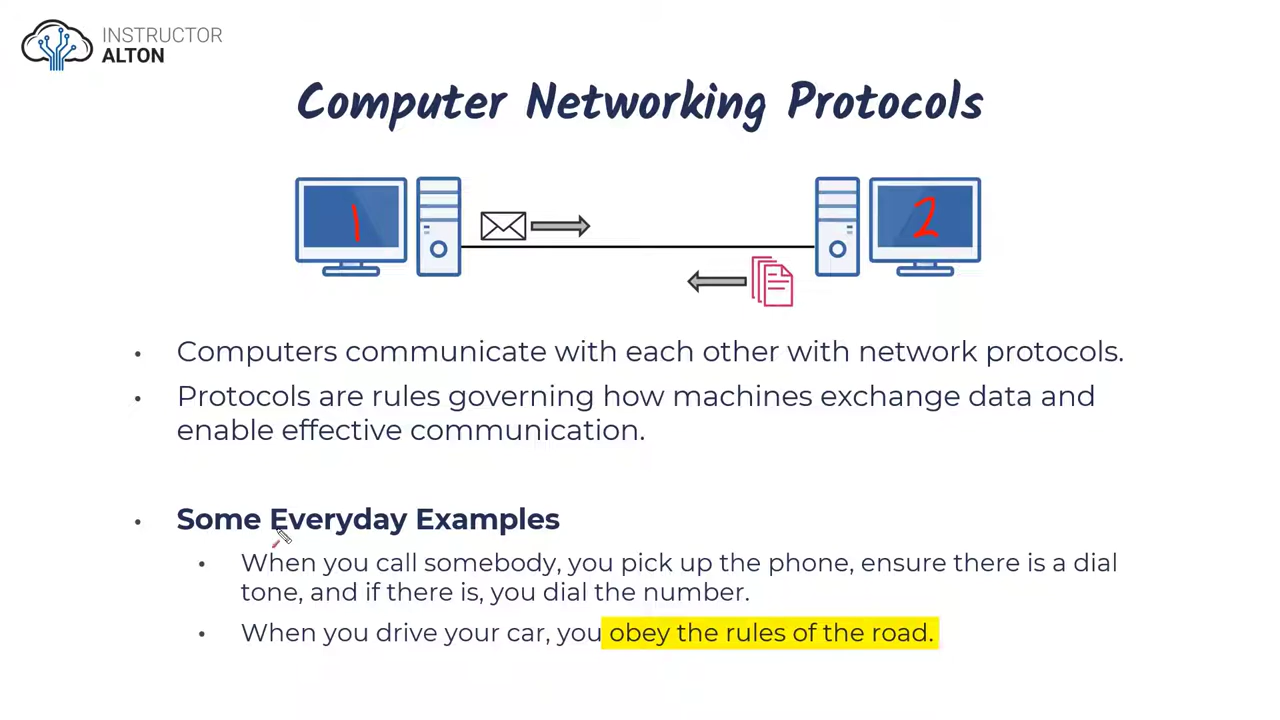 INSTRUCTOR
ALTON
Computer Networking Protocols
1
2
• Computers communicate with each other with network protocols.
• Protocols are rules governing how machines exchange data and
enable effective communication.
• Some Everyday Examples
• When you call somebody, you pick up the phone, ensure there is a dial
tone, and if there is, you dial the number.
• When you drive your car, you obey the rules of the road.